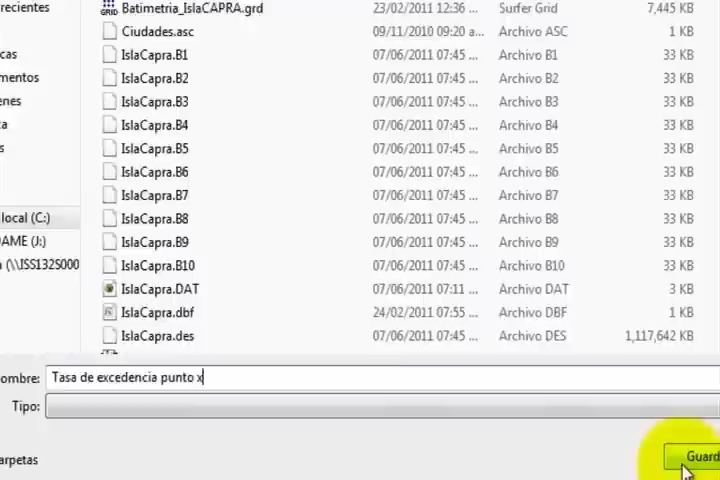 recientes
GRID Batimetria_IslaCAPRA.grd 23/02/2011 12:36 ... Surfer Grid 7,445 KB
Ciudades.asc 09/11/2010 09:20 a... Archivo ASC 1 KB
cas IslaCapra.B1 07/06/2011 07:45 ... Archivo B1 33 KB
mentos IslaCapra.B2 07/06/2011 07:45 ... Archivo B2 33 KB
enes IslaCapra.B3 07/06/2011 07:45 ... Archivo B3 33 KB
a IslaCapra.B4 07/06/2011 07:45 ... Archivo B4 33 KB
s IslaCapra.B5 07/06/2011 07:45 ... Archivo B5 33 KB
IslaCapra.B6 07/06/2011 07:45 ... Archivo B6 33 KB
IslaCapra.B7 07/06/2011 07:45 ... Archivo B7 33 KB
local (C:) IslaCapra.B8 07/06/2011 07:45 ... Archivo B8 33 KB
AME (J:) IslaCapra.B9 07/06/2011 07:45 ... Archivo B9 33 KB
a (\\ISS132S000 IslaCapra.B10 07/06/2011 07:45 ... Archivo B10 33 KB
IslaCapra.DAT 07/06/2011 07:11 ... Archivo DAT 3 KB
IslaCapra.dbf 24/02/2011 07:55 ... Archivo DBF 1 KB
IslaCapra.des 07/06/2011 07:45 ... Archivo DES 1,117,642 KB
ombre: Tasa de excedencia punto x
Tipo:
arpetas Guard